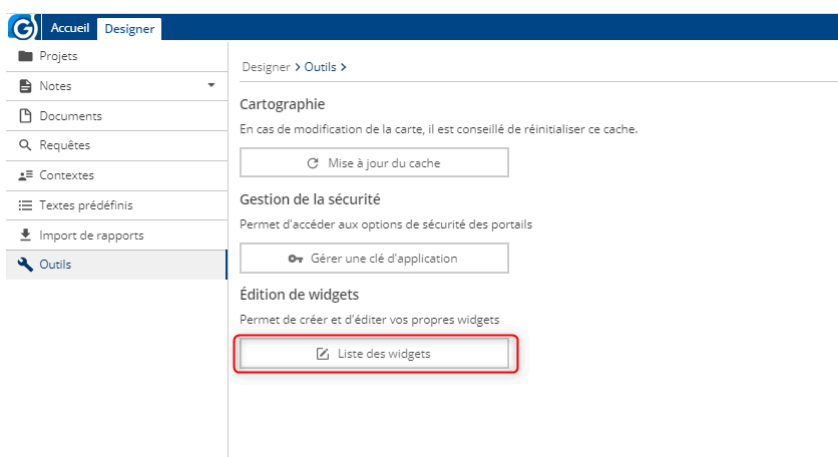 G
Accueil Designer
Projets
Notes
Documents
Requêtes
Contextes
Textes prédéfinis
Import de rapports
Outils
Designer > Outils >
Cartographie
En cas de modification de la carte, il est conseillé de réinitialiser ce cache.
Mise à jour du cache
Gestion de la sécurité
Permet d'accéder aux options de sécurité des portails
Gérer une clé d'application
Édition de widgets
Permet de créer et d'éditer vos propres widgets
Liste des widgets